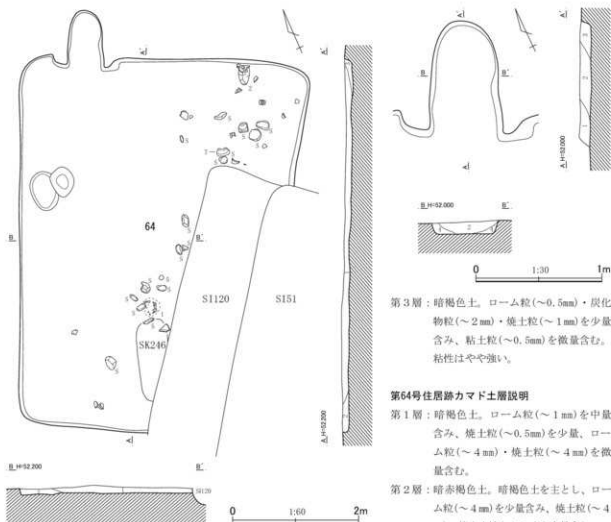 A'
A'
64
B
B'
SI120
SI51
SK246
A
A H=52.200
B H=52.200
B'
SI120
0 1:60 2m
A'
B
B'
A
A H=52.000
A'
B H=52.000
B'
0 1:30 1m
第3層：暗褐色土。ローム粒(～0.5mm)・炭化
物粒(～2mm)・焼土粒(～1mm)を少量
含み、粘土粒(～0.5mm)を微量含む。
粘性はやや強い。
第64号住居跡カマド土層説明
第1層：暗褐色土。ローム粒(～1mm)を中量
含み、焼土粒(～0.5mm)を少量、ロー
ム粒(～4mm)・焼土粒(～4mm)を微
量含む。
第2層：暗赤褐色土。暗褐色土を主とし、ロー
ム粒(～4mm)を少量含み、焼土粒(～4